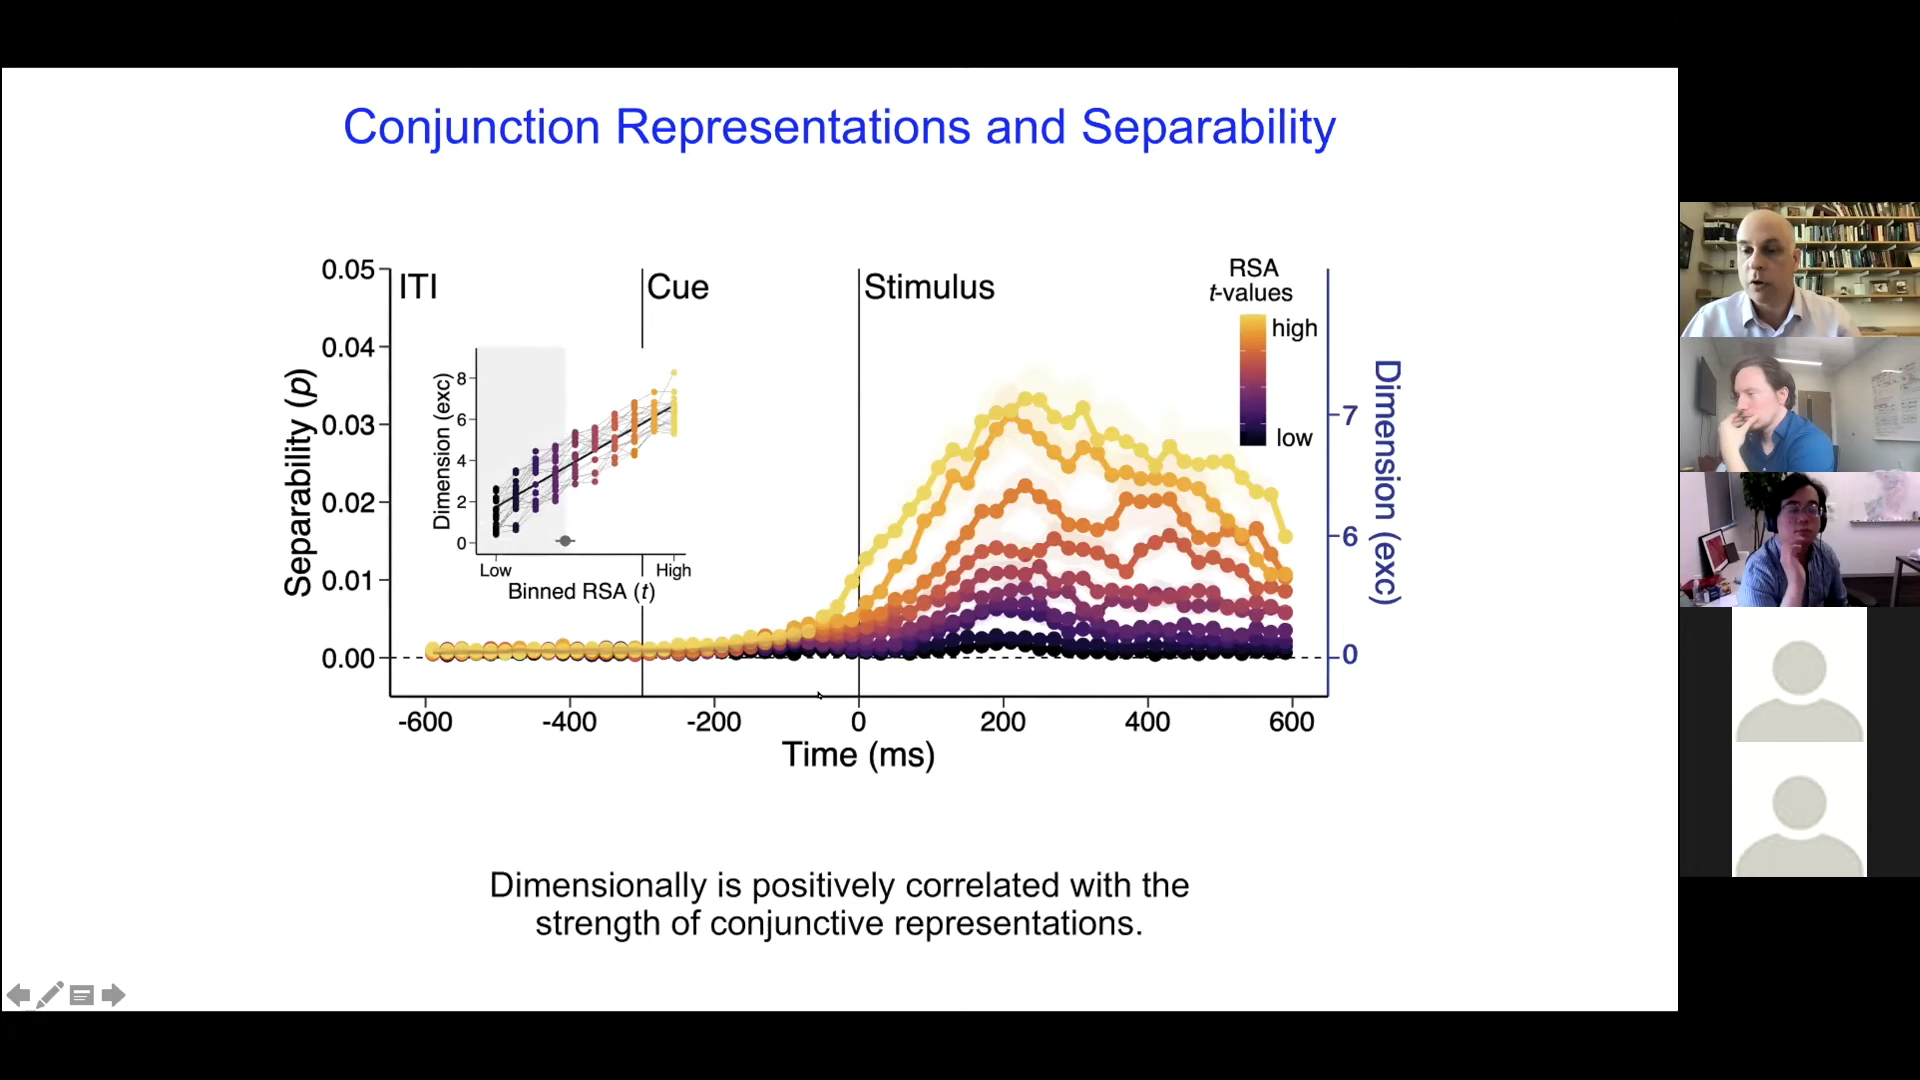 Conjunction Representations and Separability
ITI
Cue
Stimulus
RSA
t-values
high
low
Separability (p)
0.05
0.04
0.03
0.02
0.01
0.00
Dimension (exc)
8
6
4
2
0
Low
High
Binned RSA (t)
7
6
0
Dimension (exc)
-600
-400
-200
0
200
400
600
Time (ms)
Dimensionally is positively correlated with the
strength of conjunctive representations.